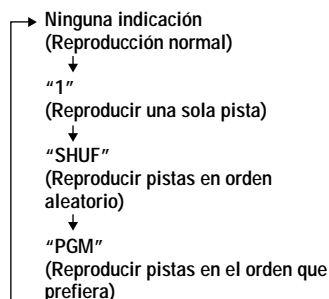 Ninguna indicación
(Reproducción normal)
“1”
(Reproducir una sola pista)
“SHUF”
(Reproducir pistas en orden
aleatorio)
“PGM”
(Reproducir pistas en el orden que
prefiera)